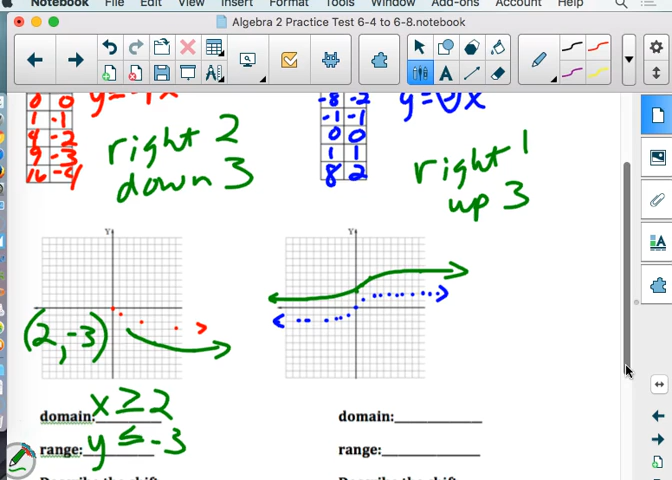 Notebook File Edit View Insert Format Tools Add-ons Account Help
Algebra 2 Practice Test 6-4 to 6-8.notebook
0 0
1 -1
4 -2
9 -3
16 -4
right 2
down 3
-8 -2
-1 -1
0 0
1 1
8 2
right 1
up 3
Y
Y
(2, -3)
domain: x ≥ 2
range: y ≤ -3
domain:
range: